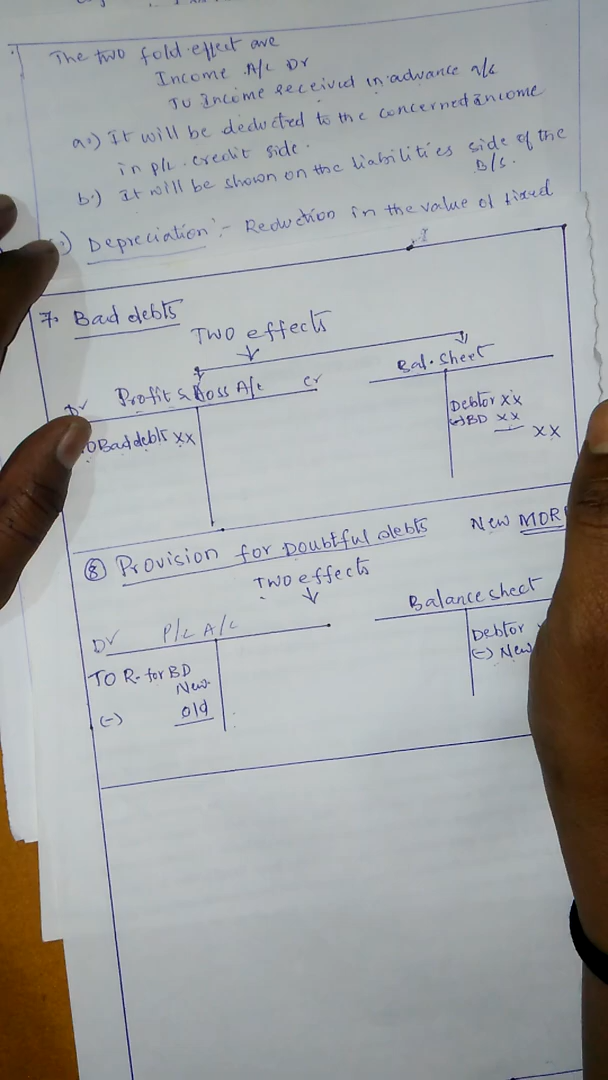 The two fold effect are
Income A/c Dr
To Income received in advance a/c
a.) It will be deducted to the concerned income
in p/l. credit side.
b.) It will be shown on the liabilities side of the
B/s.
Depreciation :- Reduction in the value of fixed
7. Bad debts
Two effects
Dr Profit & Loss A/c Cr
Bal. Sheet
To Bad debts xx
Debtor xx
(-) BD xx
xx
⑧ Provision for Doubtful debts New MOR
Two effects
Dr P/L A/c
Balance sheet
TO R- for BD
New
(-) old
Debtor
(-) New